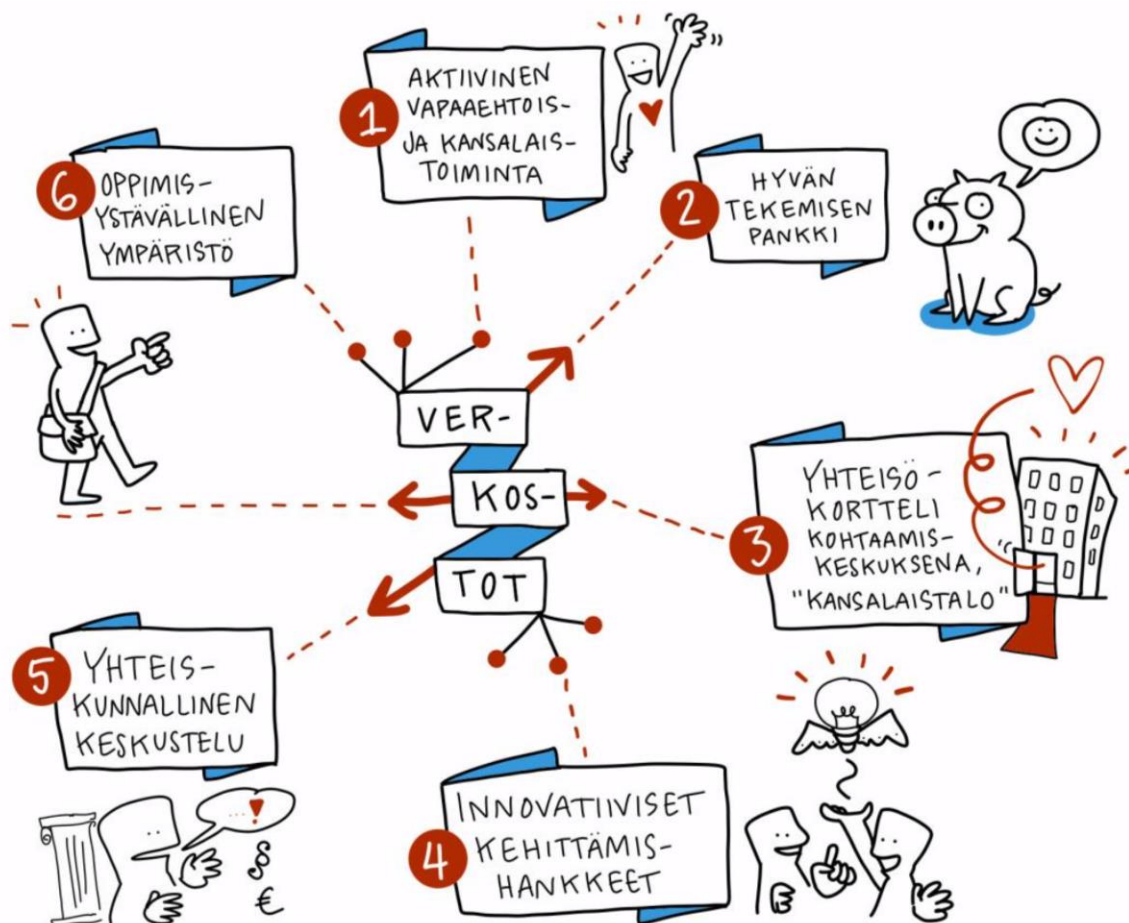 1
AKTIIVINEN
VAPAAEHTOIS-
JA KANSALAIS-
TOIMINTA
2
HYVÄN
TEKEMISEN
PANKKI
3
YHTEISÖ-
KORTTELI
KOHTAAMIS-
KESKUKSENA,
"KANSALAISTALO"
4
INNOVATIIVISET
KEHITTÄMIS-
HANKKEET
5
YHTEIS-
KUNNALLINEN
KESKUSTELU
...!
§
€
6
OPPIMIS-
YSTÄVÄLLINEN
YMPÄRISTÖ
VER-
KOS-
TOT